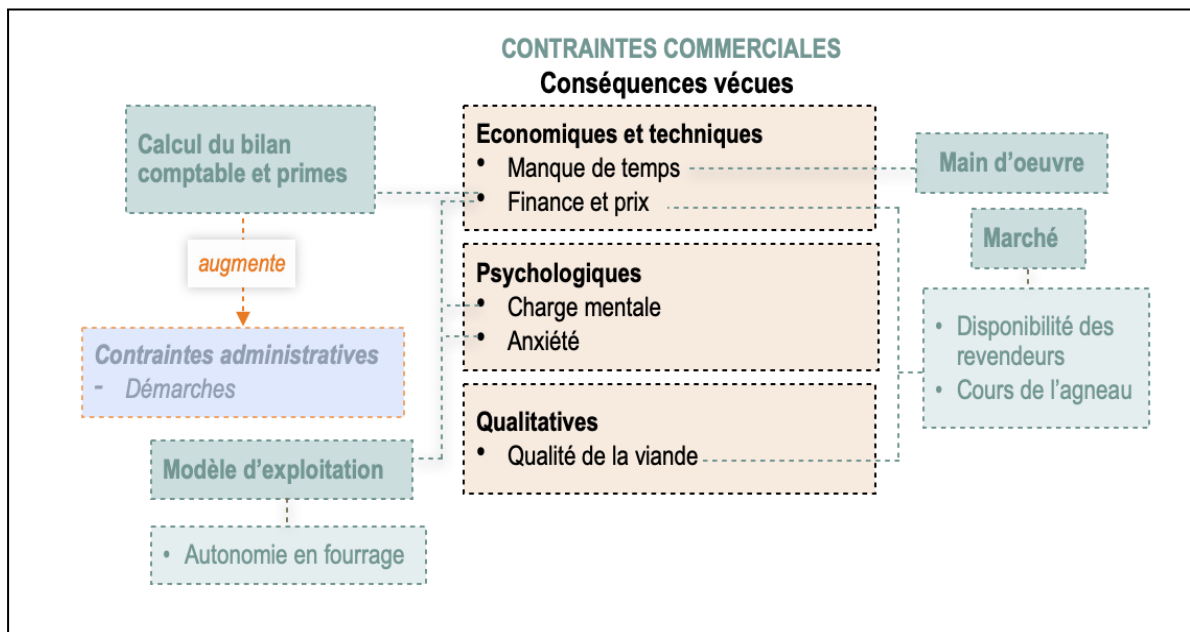 CONTRAINTES COMMERCIALES
Conséquences vécues
Calcul du bilan
comptable et primes
augmente
Contraintes administratives
- Démarches
Modèle d'exploitation
• Autonomie en fourrage
Economiques et techniques
• Manque de temps
• Finance et prix
Psychologiques
• Charge mentale
• Anxiété
Qualitatives
• Qualité de la viande
Main d'oeuvre
Marché
• Disponibilité des
revendeurs
• Cours de l'agneau